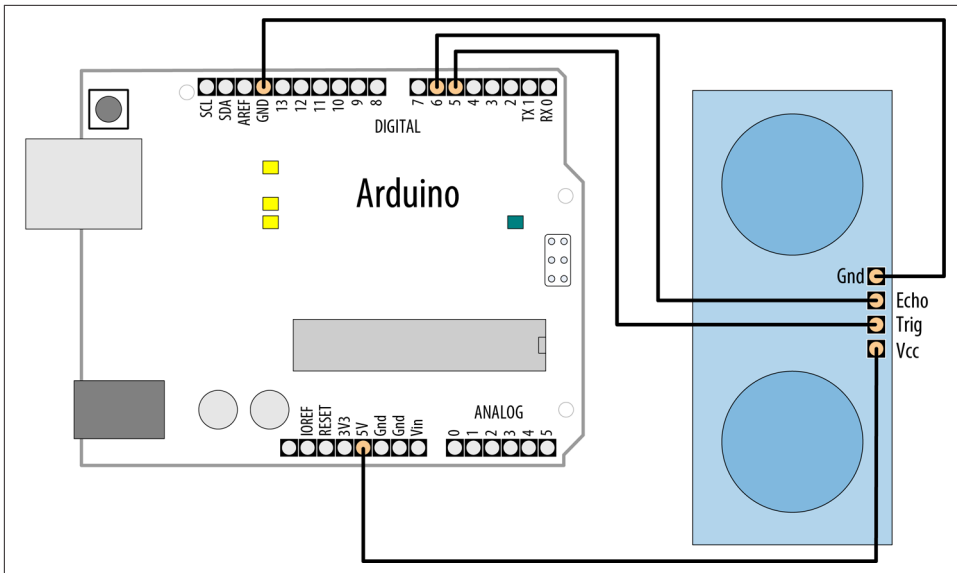 SCL SDA AREF GND 13 12 11 10 9 8 7 6 5 4 3 2 TX 1 RX 0
DIGITAL
Arduino
Gnd
Echo
Trig
Vcc
ANALOG
IOREF RESET 3V3 5V Gnd Gnd Vin 0 1 2 3 4 5